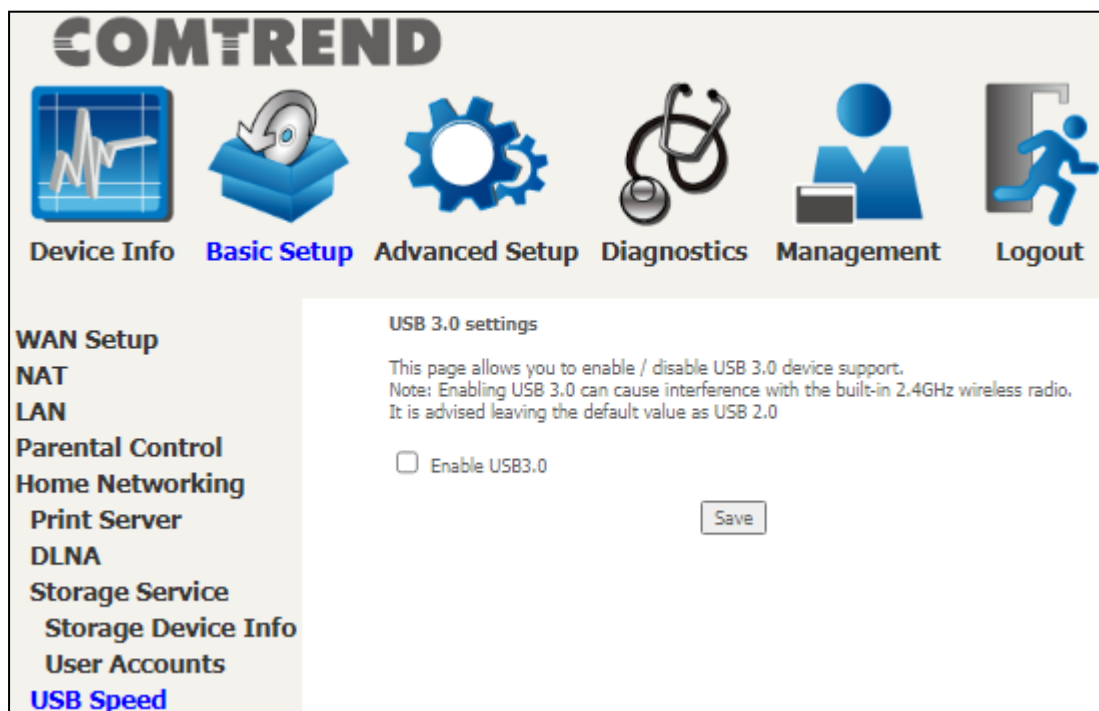 COMTREND
Device Info Basic Setup Advanced Setup Diagnostics Management Logout
WAN Setup
NAT
LAN
Parental Control
Home Networking
Print Server
DLNA
Storage Service
Storage Device Info
User Accounts
USB Speed
USB 3.0 settings
This page allows you to enable / disable USB 3.0 device support.
Note: Enabling USB 3.0 can cause interference with the built-in 2.4GHz wireless radio.
It is advised leaving the default value as USB 2.0
Enable USB3.0
Save